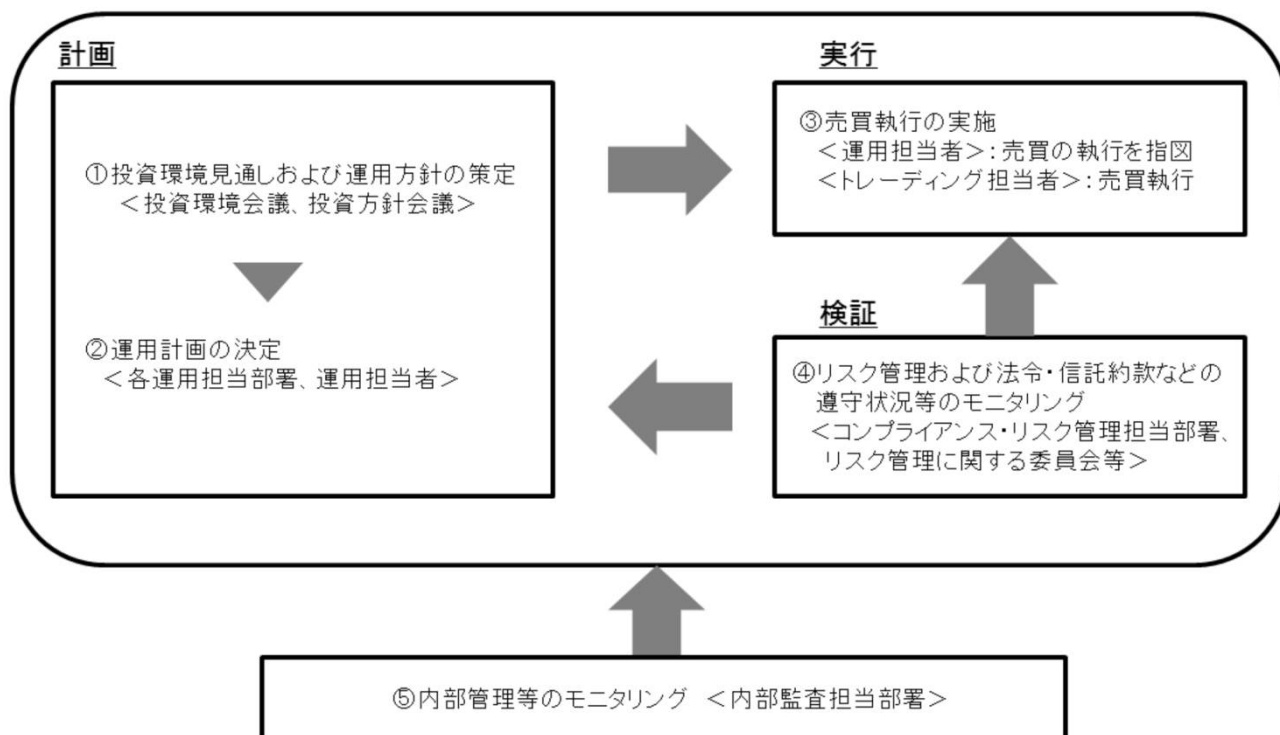 計画
①投資環境見通しおよび運用方針の策定
＜投資環境会議、投資方針会議＞
②運用計画の決定
＜各運用担当部署、運用担当者＞
実行
③売買執行の実施
＜運用担当者＞：売買の執行を指図
＜トレーディング担当者＞：売買執行
検証
④リスク管理および法令・信託約款などの
遵守状況等のモニタリング
＜コンプライアンス・リスク管理担当部署、
リスク管理に関する委員会等＞
⑤内部管理等のモニタリング ＜内部監査担当部署＞